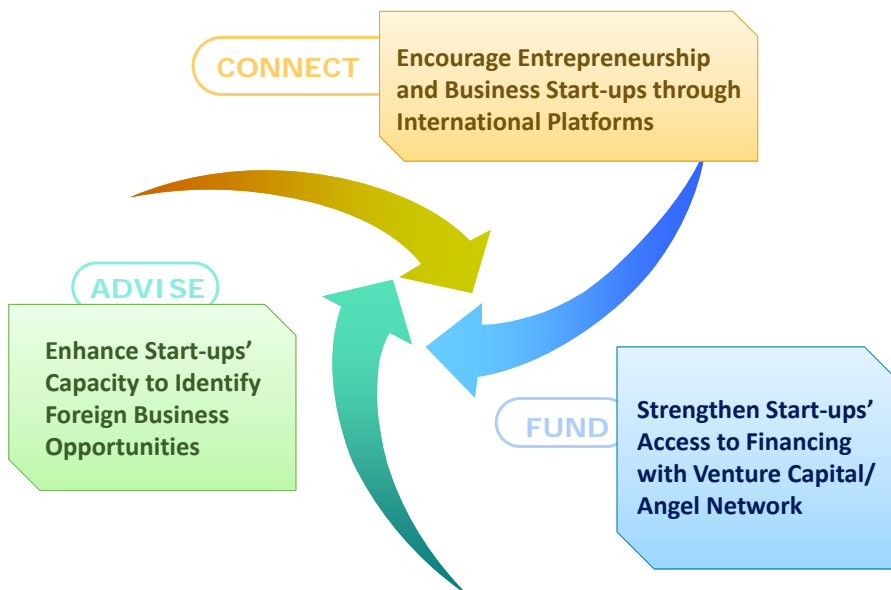 CONNECT
Encourage Entrepreneurship
and Business Start-ups through
International Platforms
ADVISE
Enhance Start-ups’
Capacity to Identify
Foreign Business
Opportunities
FUND
Strengthen Start-ups’
Access to Financing
with Venture Capital/
Angel Network